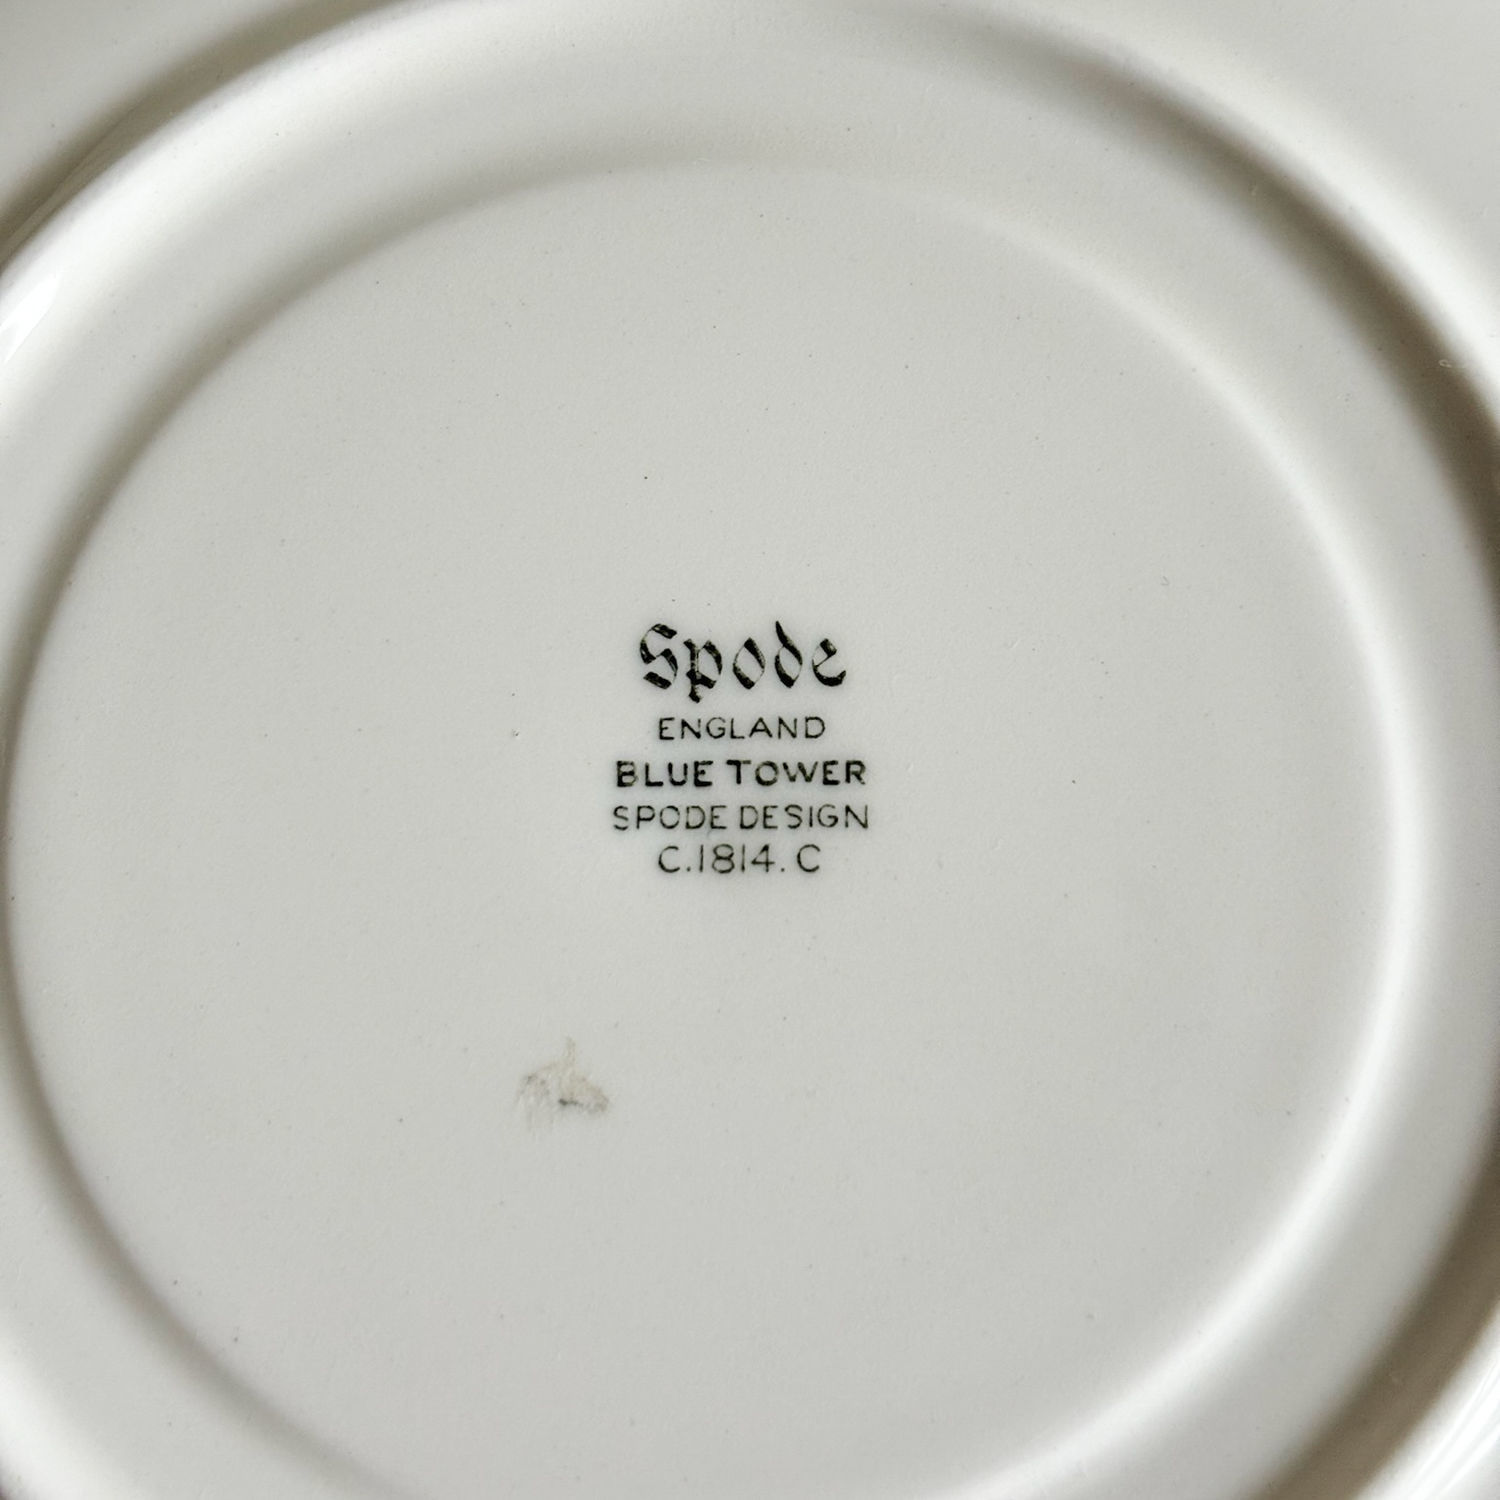 Spode
ENGLAND
BLUE TOWER
SPODE DESIGN
C.1814. C